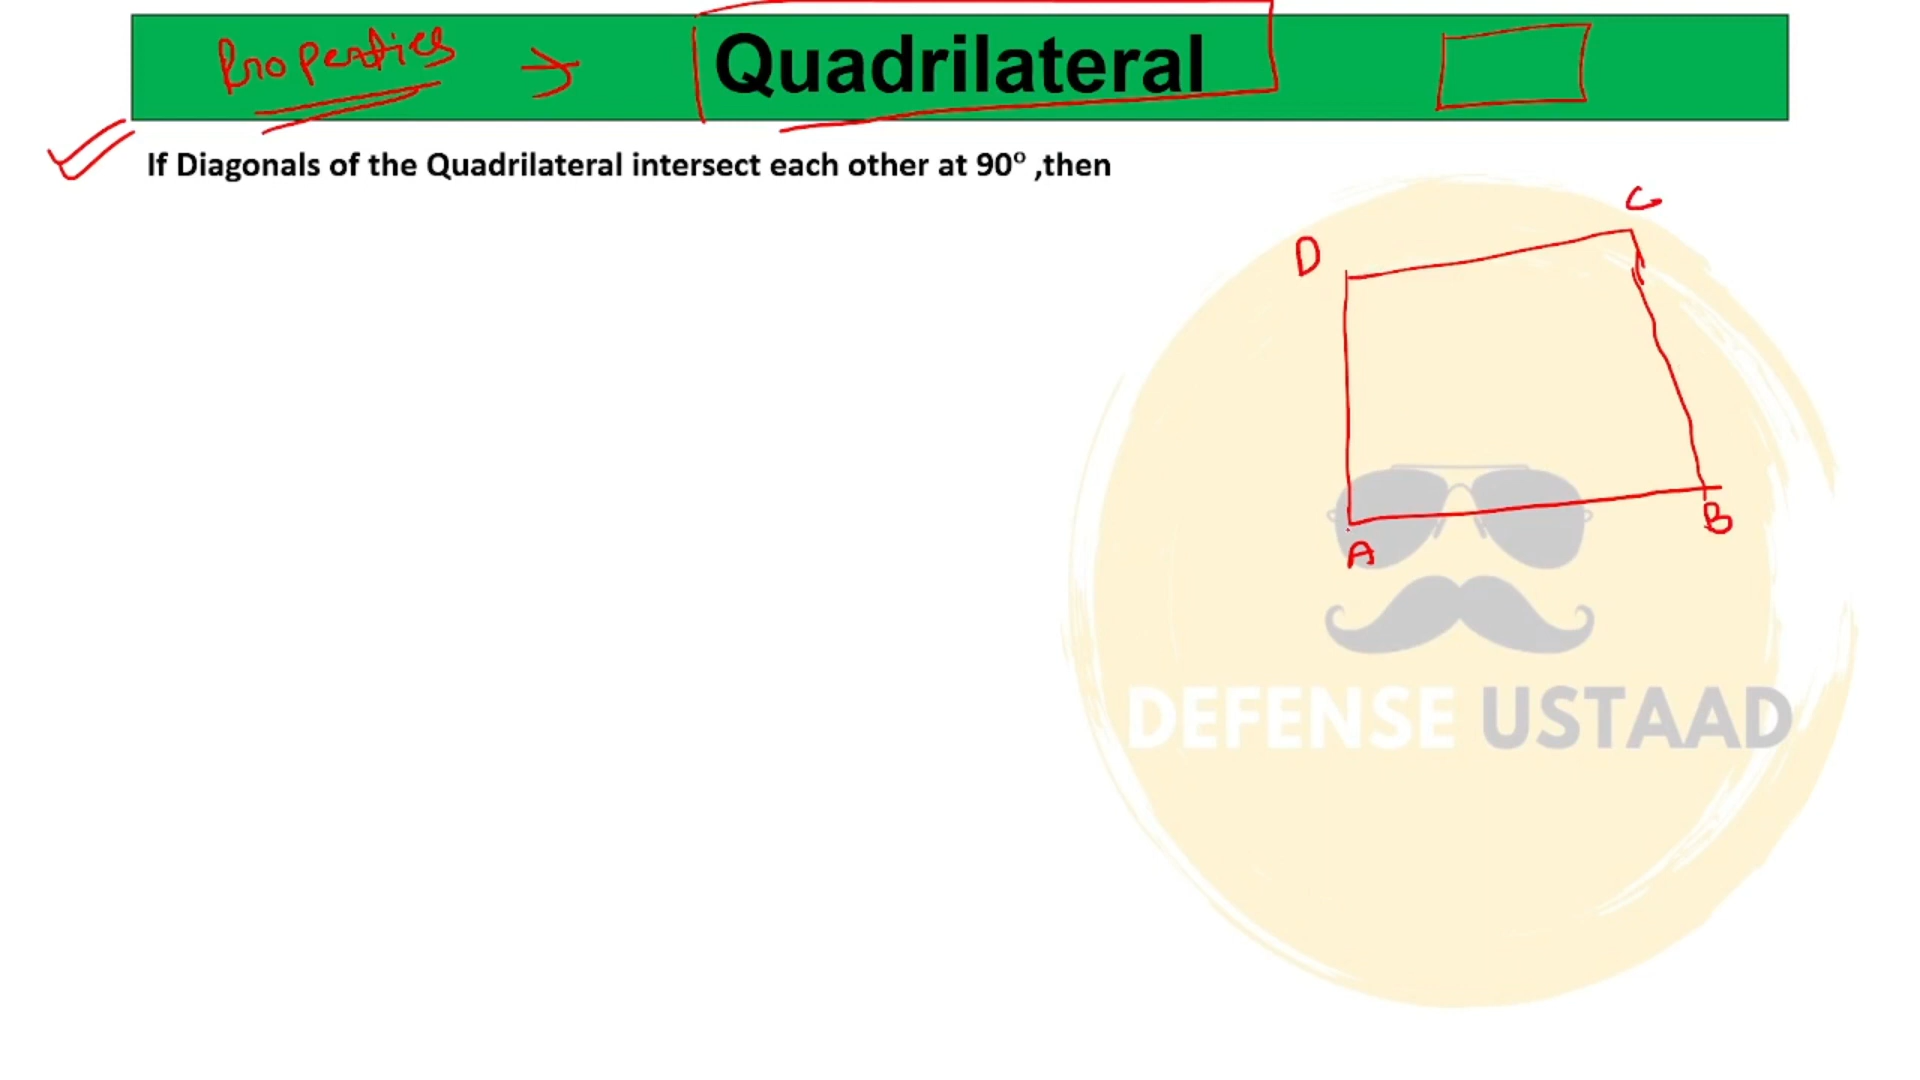 Properties → Quadrilateral
If Diagonals of the Quadrilateral intersect each other at 90° ,then
C
D
B
A
DEFENSE USTAAD